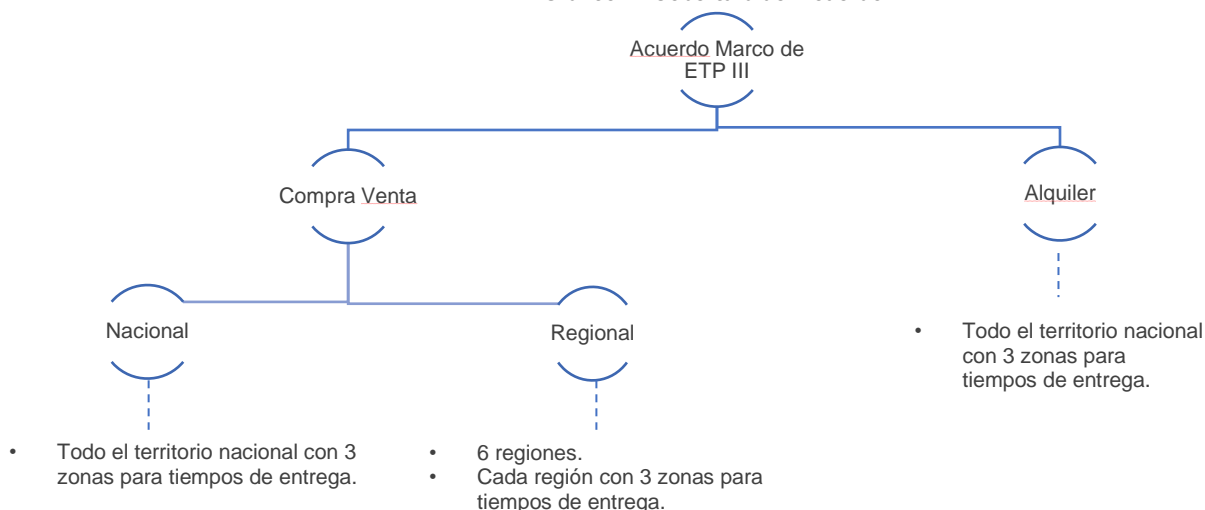 Acuerdo Marco de
ETP III
Compra Venta
Alquiler
Nacional
Regional
• Todo el territorio nacional
con 3 zonas para
tiempos de entrega.
• Todo el territorio nacional con 3
zonas para tiempos de entrega.
• 6 regiones.
• Cada región con 3 zonas para
tiempos de entrega.